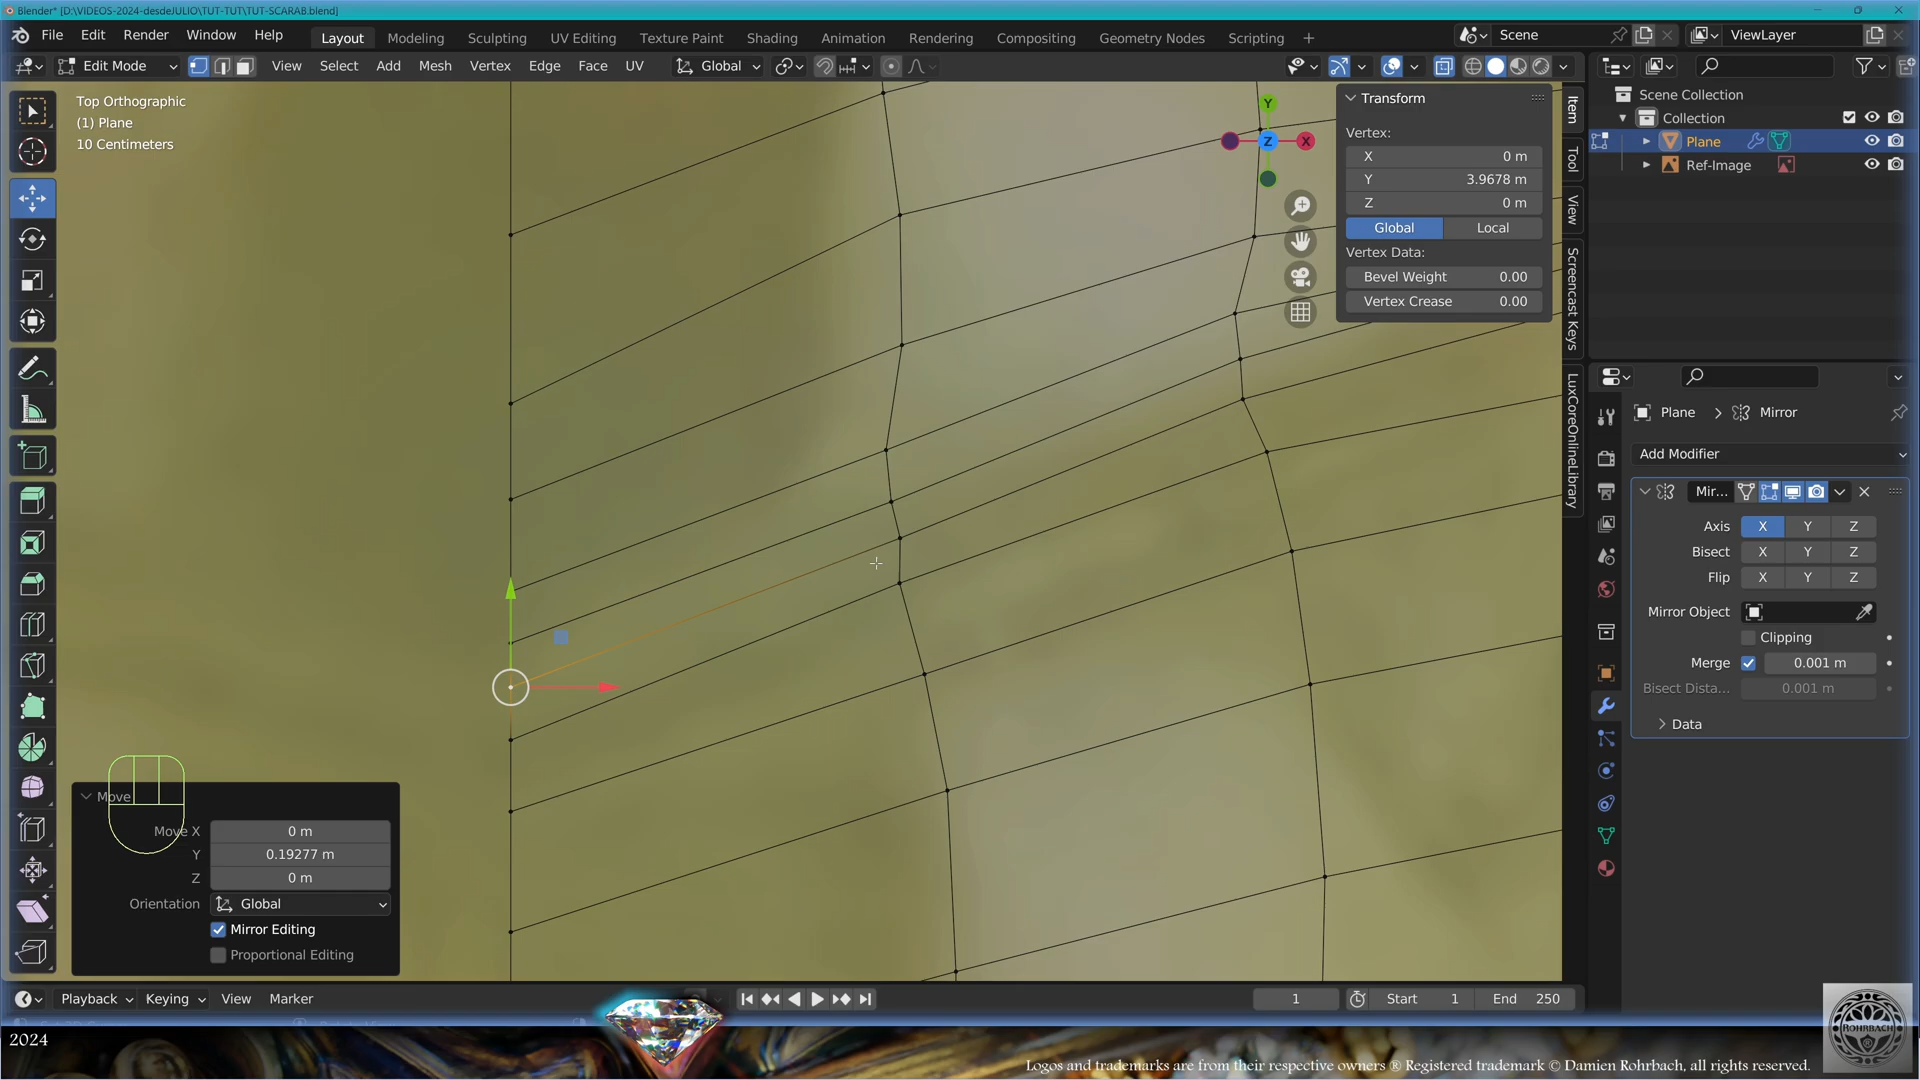 Blender* [D:\VIDEOS-2024-desdeJULIO\TUT-TUT\TUT-SCARAB.blend]
File Edit Render Window Help
Layout Modeling Sculpting UV Editing Texture Paint Shading Animation Rendering Compositing Geometry Nodes Scripting +
Scene
ViewLayer
Edit Mode View Select Add Mesh Vertex Edge Face UV
Global
Top Orthographic
(1) Plane
10 Centimeters
Y
Z
X
Transform
Vertex:
X 0 m
Y 3.9678 m
Z 0 m
Global Local
Vertex Data:
Bevel Weight 0.00
Vertex Crease 0.00
Item
Tool
View
Screencast Keys
LuxCoreOnlineLibrary
Scene Collection
Collection
Plane
Ref-Image
Plane > Mirror
Add Modifier
Mir...
Axis X Y Z
Bisect X Y Z
Flip X Y Z
Mirror Object
Clipping
Merge 0.001 m
Bisect Dista... 0.001 m
Data
Move
Move X 0 m
Y 0.19277 m
Z 0 m
Orientation Global
Mirror Editing
Proportional Editing
Playback Keying View Marker
1
Start 1
End 250
2024
ROHRBACH
®
Logos and trademarks are from their respective owners ® Registered trademark © Damien Rohrbach, all rights reserved.